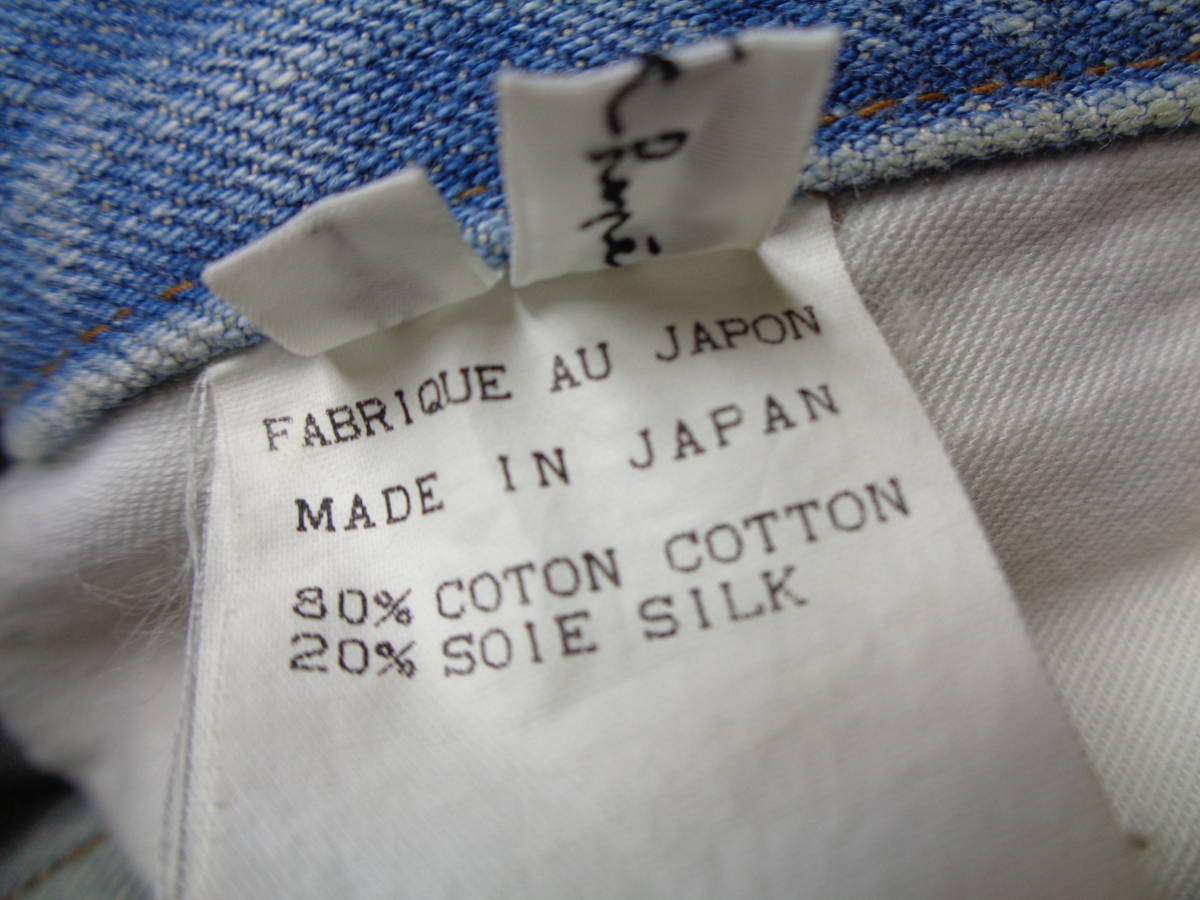 FABRIQUE AU JAPON
MADE IN JAPAN
80% COTON COTTON
20% SOIE SILK